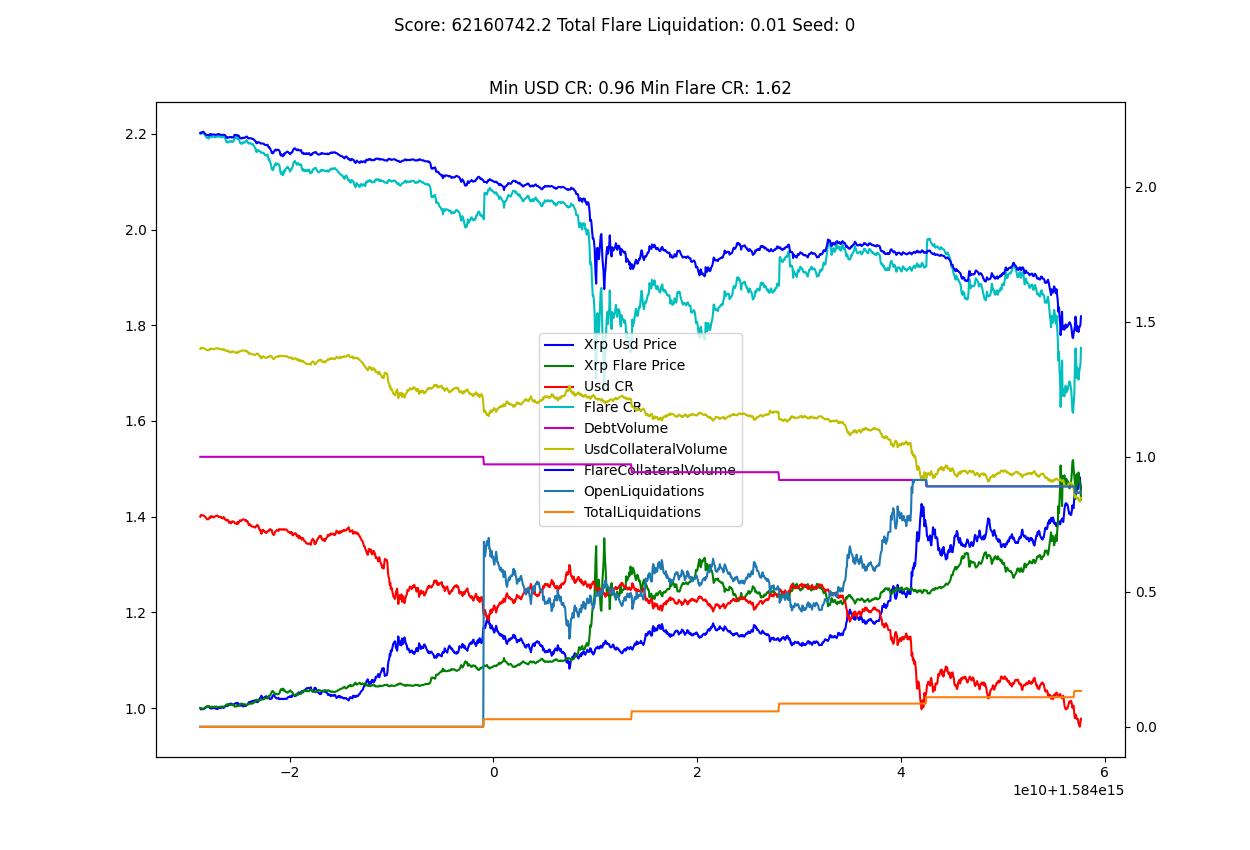 Score: 62160742.2 Total Flare Liquidation: 0.01 Seed: 0
Min USD CR: 0.96 Min Flare CR: 1.62
2.2
2.0
1.8
1.6
1.4
1.2
1.0
2.0
1.5
1.0
0.5
0.0
Xrp Usd Price
Xrp Flare Price
Usd CR
Flare CR
DebtVolume
UsdCollateralVolume
FlareCollateralVolume
OpenLiquidations
TotalLiquidations
−2 0 2 4 6
1e10+1.584e15